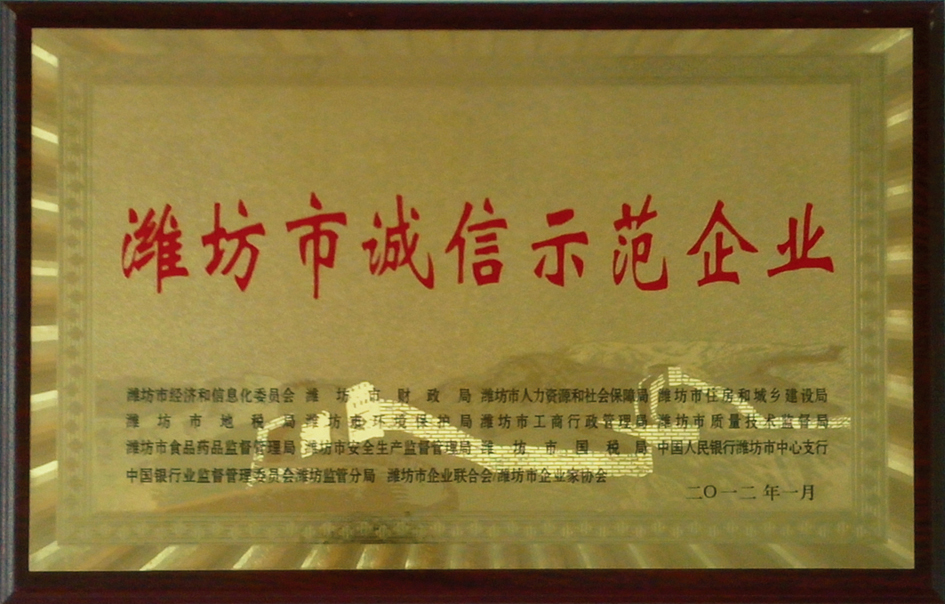 潍坊市诚信示范企业
潍坊市经济和信息化委员会 潍坊市财政局 潍坊市人力资源和社会保障局 潍坊市住房和城乡建设局
潍坊市地税局 潍坊市环境保护局 潍坊市工商行政管理局 潍坊市质量技术监督局
潍坊市食品药品监督管理局 潍坊市安全生产监督管理局 潍坊市国税局 中国人民银行潍坊市中心支行
中国银行业监督管理委员会潍坊监管分局 潍坊市企业联合会/潍坊市企业家协会
二〇一二年一月